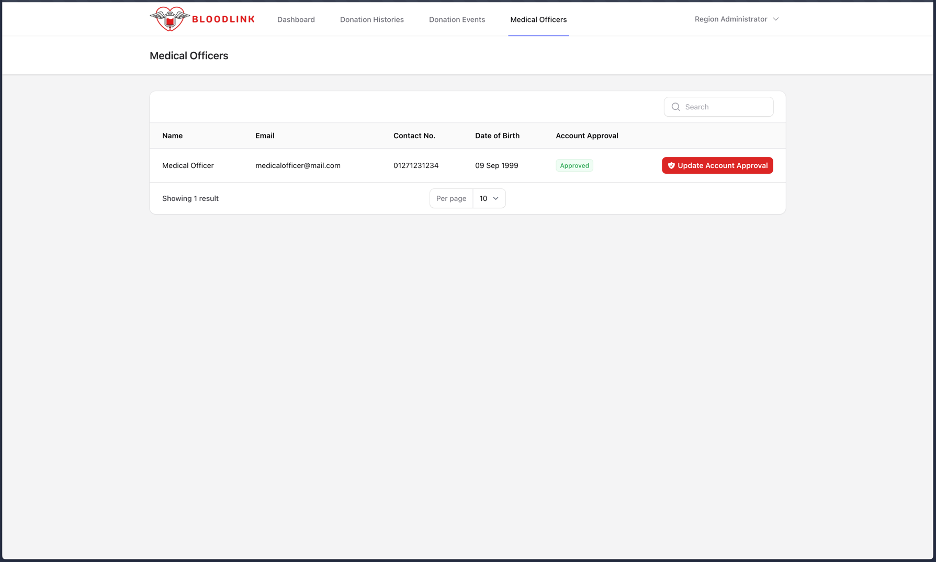 BLOODLINK Dashboard Donation Histories Donation Events Medical Officers Region Administrator
Medical Officers
Search
Name Email Contact No. Date of Birth Account Approval
Medical Officer medicalofficer@mail.com 01271231234 09 Sep 1999 Approved Update Account Approval
Showing 1 result Per page 10